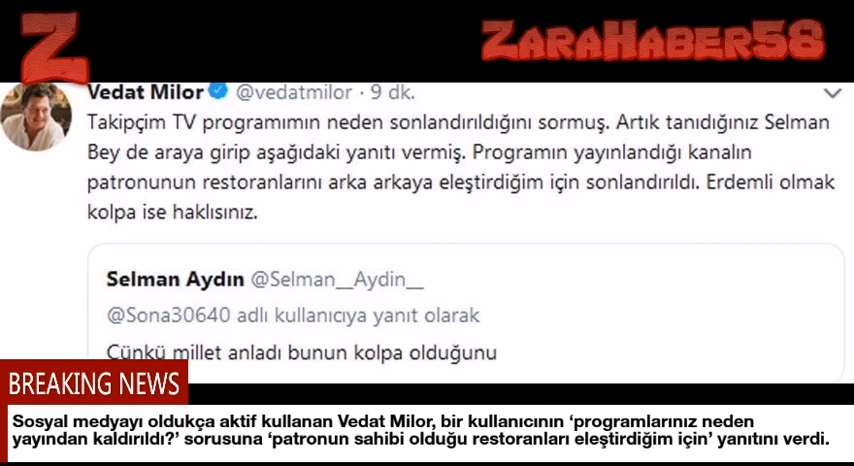 Z
ZARAHABER58
Vedat Milor @vedatmilor · 9 dk.
Takipçim TV programımın neden sonlandırıldığını sormuş. Artık tanıdığınız Selman
Bey de araya girip aşağıdaki yanıtı vermiş. Programın yayınlandığı kanalın
patronunun restoranlarını arka arkaya eleştirdiğim için sonlandırıldı. Erdemli olmak
kolpa ise haklısınız.
Selman Aydın @Selman__Aydin__
@Sona30640 adlı kullanıcıya yanıt olarak
Çünkü millet anladı bunun kolpa olduğunu
BREAKING NEWS
Sosyal medyayı oldukça aktif kullanan Vedat Milor, bir kullanıcının ‘programlarınız neden
yayından kaldırıldı?’ sorusuna ‘patronun sahibi olduğu restoranları eleştirdiğim için’ yanıtını verdi.